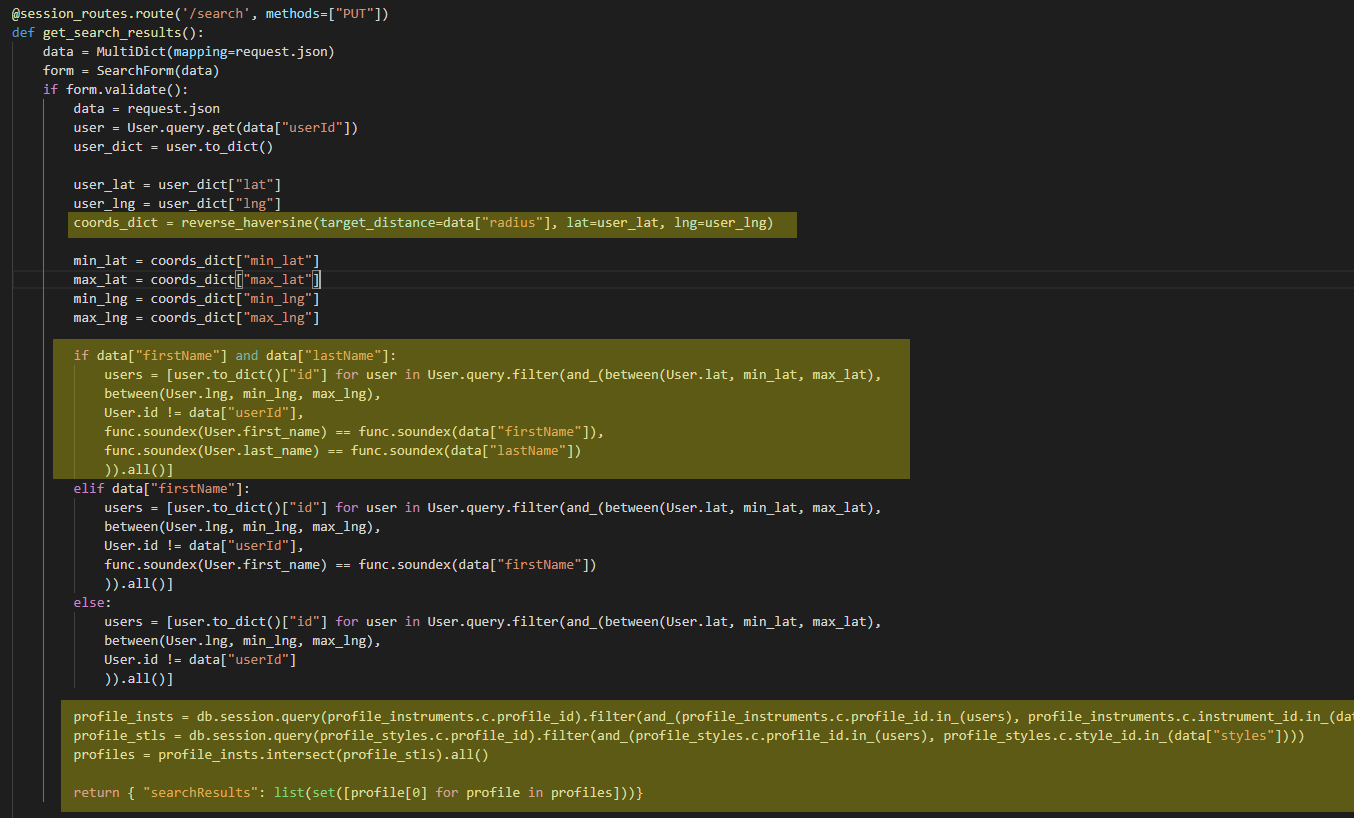 @session_routes.route('/search', methods=["PUT"])
def get_search_results():
    data = MultiDict(mapping=request.json)
    form = SearchForm(data)
    if form.validate():
        data = request.json
        user = User.query.get(data["userId"])
        user_dict = user.to_dict()

        user_lat = user_dict["lat"]
        user_lng = user_dict["lng"]
        coords_dict = reverse_haversine(target_distance=data["radius"], lat=user_lat, lng=user_lng)

        min_lat = coords_dict["min_lat"]
        max_lat = coords_dict["max_lat"]
        min_lng = coords_dict["min_lng"]
        max_lng = coords_dict["max_lng"]

        if data["firstName"] and data["lastName"]:
            users = [user.to_dict()["id"] for user in User.query.filter(and_(between(User.lat, min_lat, max_lat),
            between(User.lng, min_lng, max_lng),
            User.id != data["userId"],
            func.soundex(User.first_name) == func.soundex(data["firstName"]),
            func.soundex(User.last_name) == func.soundex(data["lastName"])
            )).all()]
        elif data["firstName"]:
            users = [user.to_dict()["id"] for user in User.query.filter(and_(between(User.lat, min_lat, max_lat),
            between(User.lng, min_lng, max_lng),
            User.id != data["userId"],
            func.soundex(User.first_name) == func.soundex(data["firstName"])
            )).all()]
        else:
            users = [user.to_dict()["id"] for user in User.query.filter(and_(between(User.lat, min_lat, max_lat),
            between(User.lng, min_lng, max_lng),
            User.id != data["userId"]
            )).all()]

        profile_insts = db.session.query(profile_instruments.c.profile_id).filter(and_(profile_instruments.c.profile_id.in_(users), profile_instruments.c.instrument_id.in_(
        profile_stls = db.session.query(profile_styles.c.profile_id).filter(and_(profile_styles.c.profile_id.in_(users), profile_styles.c.style_id.in_(data["styles"])))
        profiles = profile_insts.intersect(profile_stls).all()

        return { "searchResults": list(set([profile[0] for profile in profiles]))}